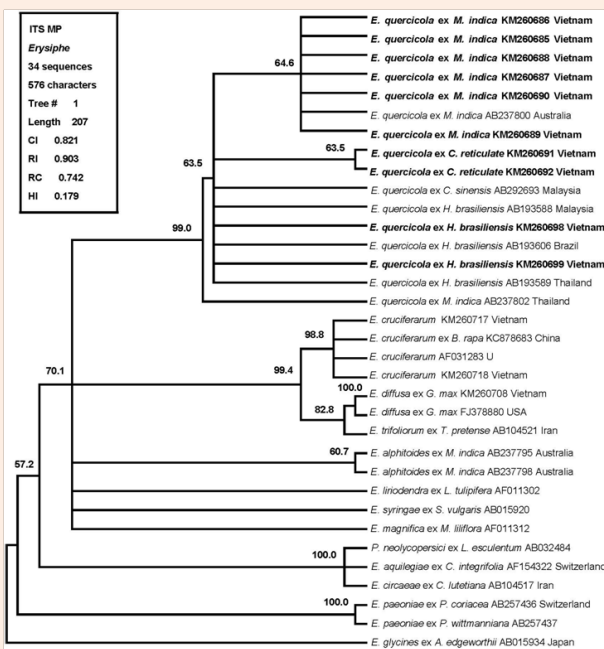 ITS MP
Erysiphe
34 sequences
576 characters
Tree # 1
Length 207
CI 0.821
RI 0.903
RC 0.742
HI 0.179
E. quercicola ex M. indica KM260686 Vietnam
E. quercicola ex M. indica KM260685 Vietnam
64.6
E. quercicola ex M. indica KM260688 Vietnam
E. quercicola ex M. indica KM260687 Vietnam
E. quercicola ex M. indica KM260690 Vietnam
E. quercicola ex M. indica AB237800 Australia
E. quercicola ex M. indica KM260689 Vietnam
63.5
E. quercicola ex C. reticulate KM260691 Vietnam
63.5
E. quercicola ex C. reticulate KM260692 Vietnam
E. quercicola ex C. sinensis AB292693 Malaysia
E. quercicola ex H. brasiliensis AB193588 Malaysia
99.0
E. quercicola ex H. brasiliensis KM260698 Vietnam
E. quercicola ex H. brasiliensis AB193606 Brazil
E. quercicola ex H. brasiliensis KM260699 Vietnam
E. quercicola ex H. brasiliensis AB193589 Thailand
E. quercicola ex M. indica AB237802 Thailand
E. cruciferarum KM260717 Vietnam
98.8
E. cruciferarum ex B. rapa KC878683 China
E. cruciferarum AF031283 U
70.1
99.4
E. cruciferarum KM260718 Vietnam
100.0
E. diffusa ex G. max KM260708 Vietnam
82.8
E. diffusa ex G. max FJ378880 USA
E. trifoliorum ex T. pretense AB104521 Iran
60.7
E. alphitoides ex M. indica AB237795 Australia
57.2
E. alphitoides ex M. indica AB237798 Australia
E. liriodendra ex L. tulipifera AF011302
E. syringae ex S. vulgaris AB015920
E. magnifica ex M. liliflora AF011312
P. neolycopersici ex L. esculentum AB032484
100.0
E. aquilegiae ex C. integrifolia AF154322 Switzerland
E. circaeae ex C. lutetiana AB104517 Iran
100.0
E. paeoniae ex P. coriacea AB257436 Switzerland
E. paeoniae ex P. wittmanniana AB257437
E. glycines ex A. edgeworthii AB015934 Japan